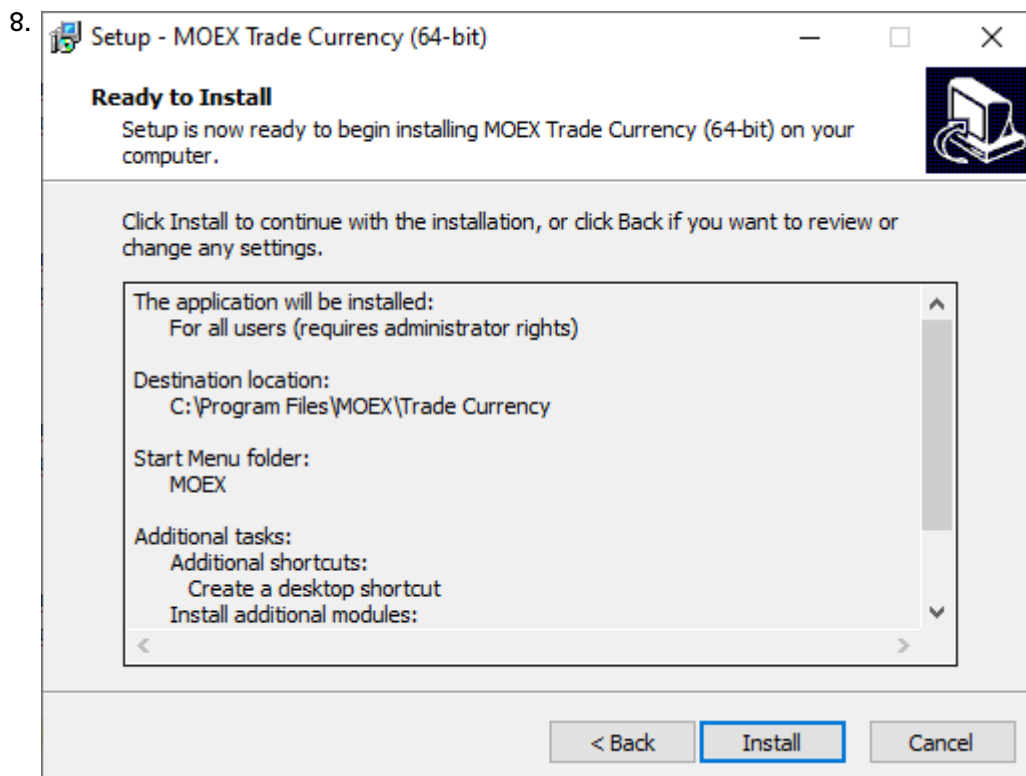 8.
Setup - MOEX Trade Currency (64-bit)
Ready to Install
Setup is now ready to begin installing MOEX Trade Currency (64-bit) on your
computer.
Click Install to continue with the installation, or click Back if you want to review or
change any settings.
The application will be installed:
For all users (requires administrator rights)
Destination location:
C:\Program Files\MOEX\Trade Currency
Start Menu folder:
MOEX
Additional tasks:
Additional shortcuts:
Create a desktop shortcut
Install additional modules:
< Back Install Cancel